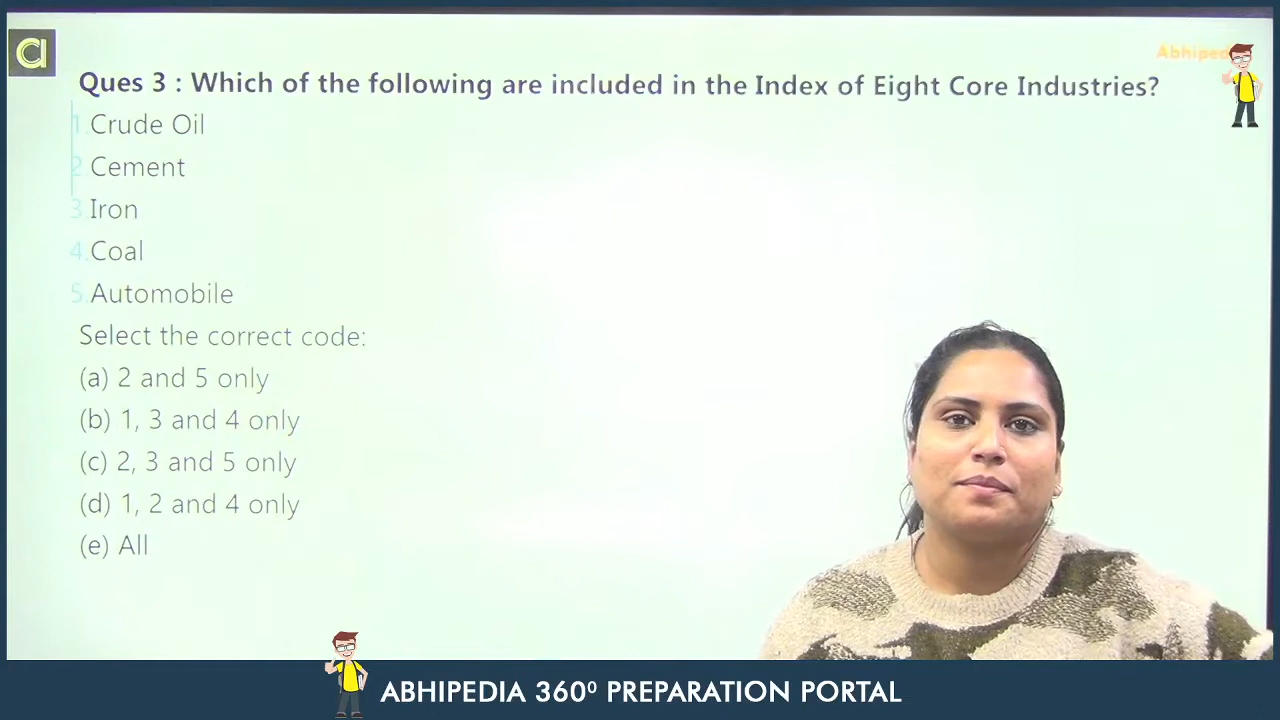 a
Abhiped
Ques 3 : Which of the following are included in the Index of Eight Core Industries?
1. Crude Oil
2. Cement
3. Iron
4. Coal
5. Automobile
Select the correct code:
(a) 2 and 5 only
(b) 1, 3 and 4 only
(c) 2, 3 and 5 only
(d) 1, 2 and 4 only
(e) All
ABHIPEDIA 360⁰ PREPARATION PORTAL